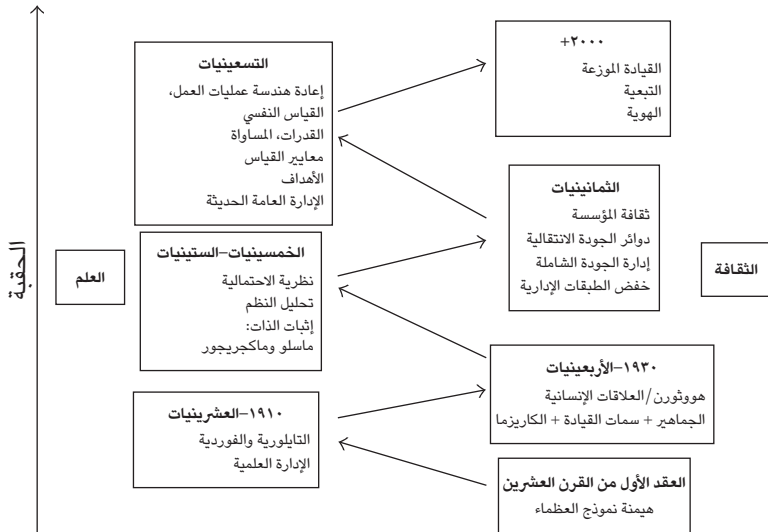 +٢٠٠٠
القيادة الموزعة
التبعية
الهوية
التسعينيات
إعادة هندسة عمليات العمل،
القياس النفسي
القدرات، المساواة
معايير القياس
الأهداف
الإدارة العامة الحديثة
الثمانينيات
ثقافة المؤسسة
دوائر الجودة الانتقالية
إدارة الجودة الشاملة
خفض الطبقات الإدارية
الثقافة
الخمسينيات–الستينيات
نظرية الاحتمالية
تحليل النظم
إثبات الذات:
ماسلو وماكجريجور
العلم
الحقبة
١٩٣٠–الأربعينيات
هووثورن/العلاقات الإنسانية
الجماهير + سمات القيادة + الكاريزما
١٩١٠–العشرينيات
التايلورية والفوردية
الإدارة العلمية
العقد الأول من القرن العشرين
هيمنة نموذج العظماء